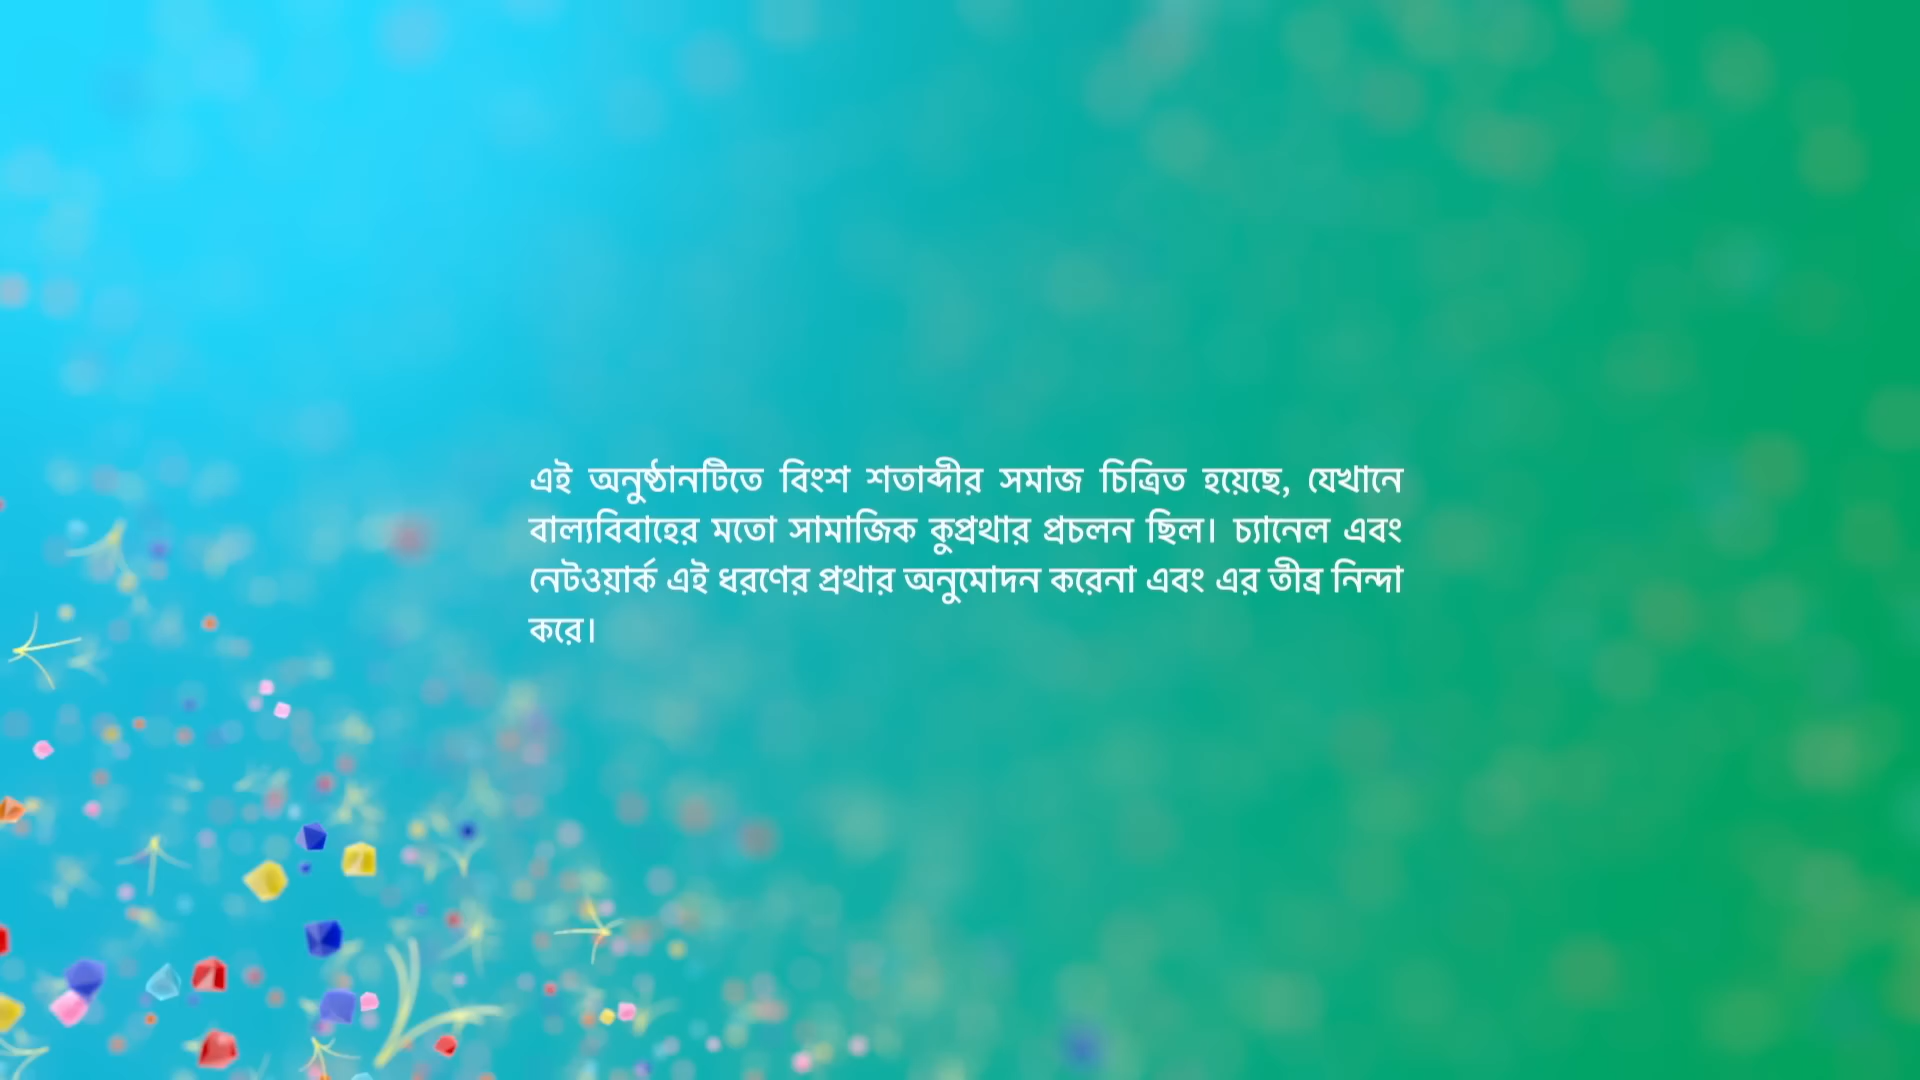 এই অনুষ্ঠানটিতে বিংশ শতাব্দীর সমাজ চিত্রিত হয়েছে, যেখানে
বাল্যবিবাহের মতো সামাজিক কুপ্রথার প্রচলন ছিল। চ্যানেল এবং
নেটওয়ার্ক এই ধরণের প্রথার অনুমোদন করেনা এবং এর তীব্র নিন্দা
করে।